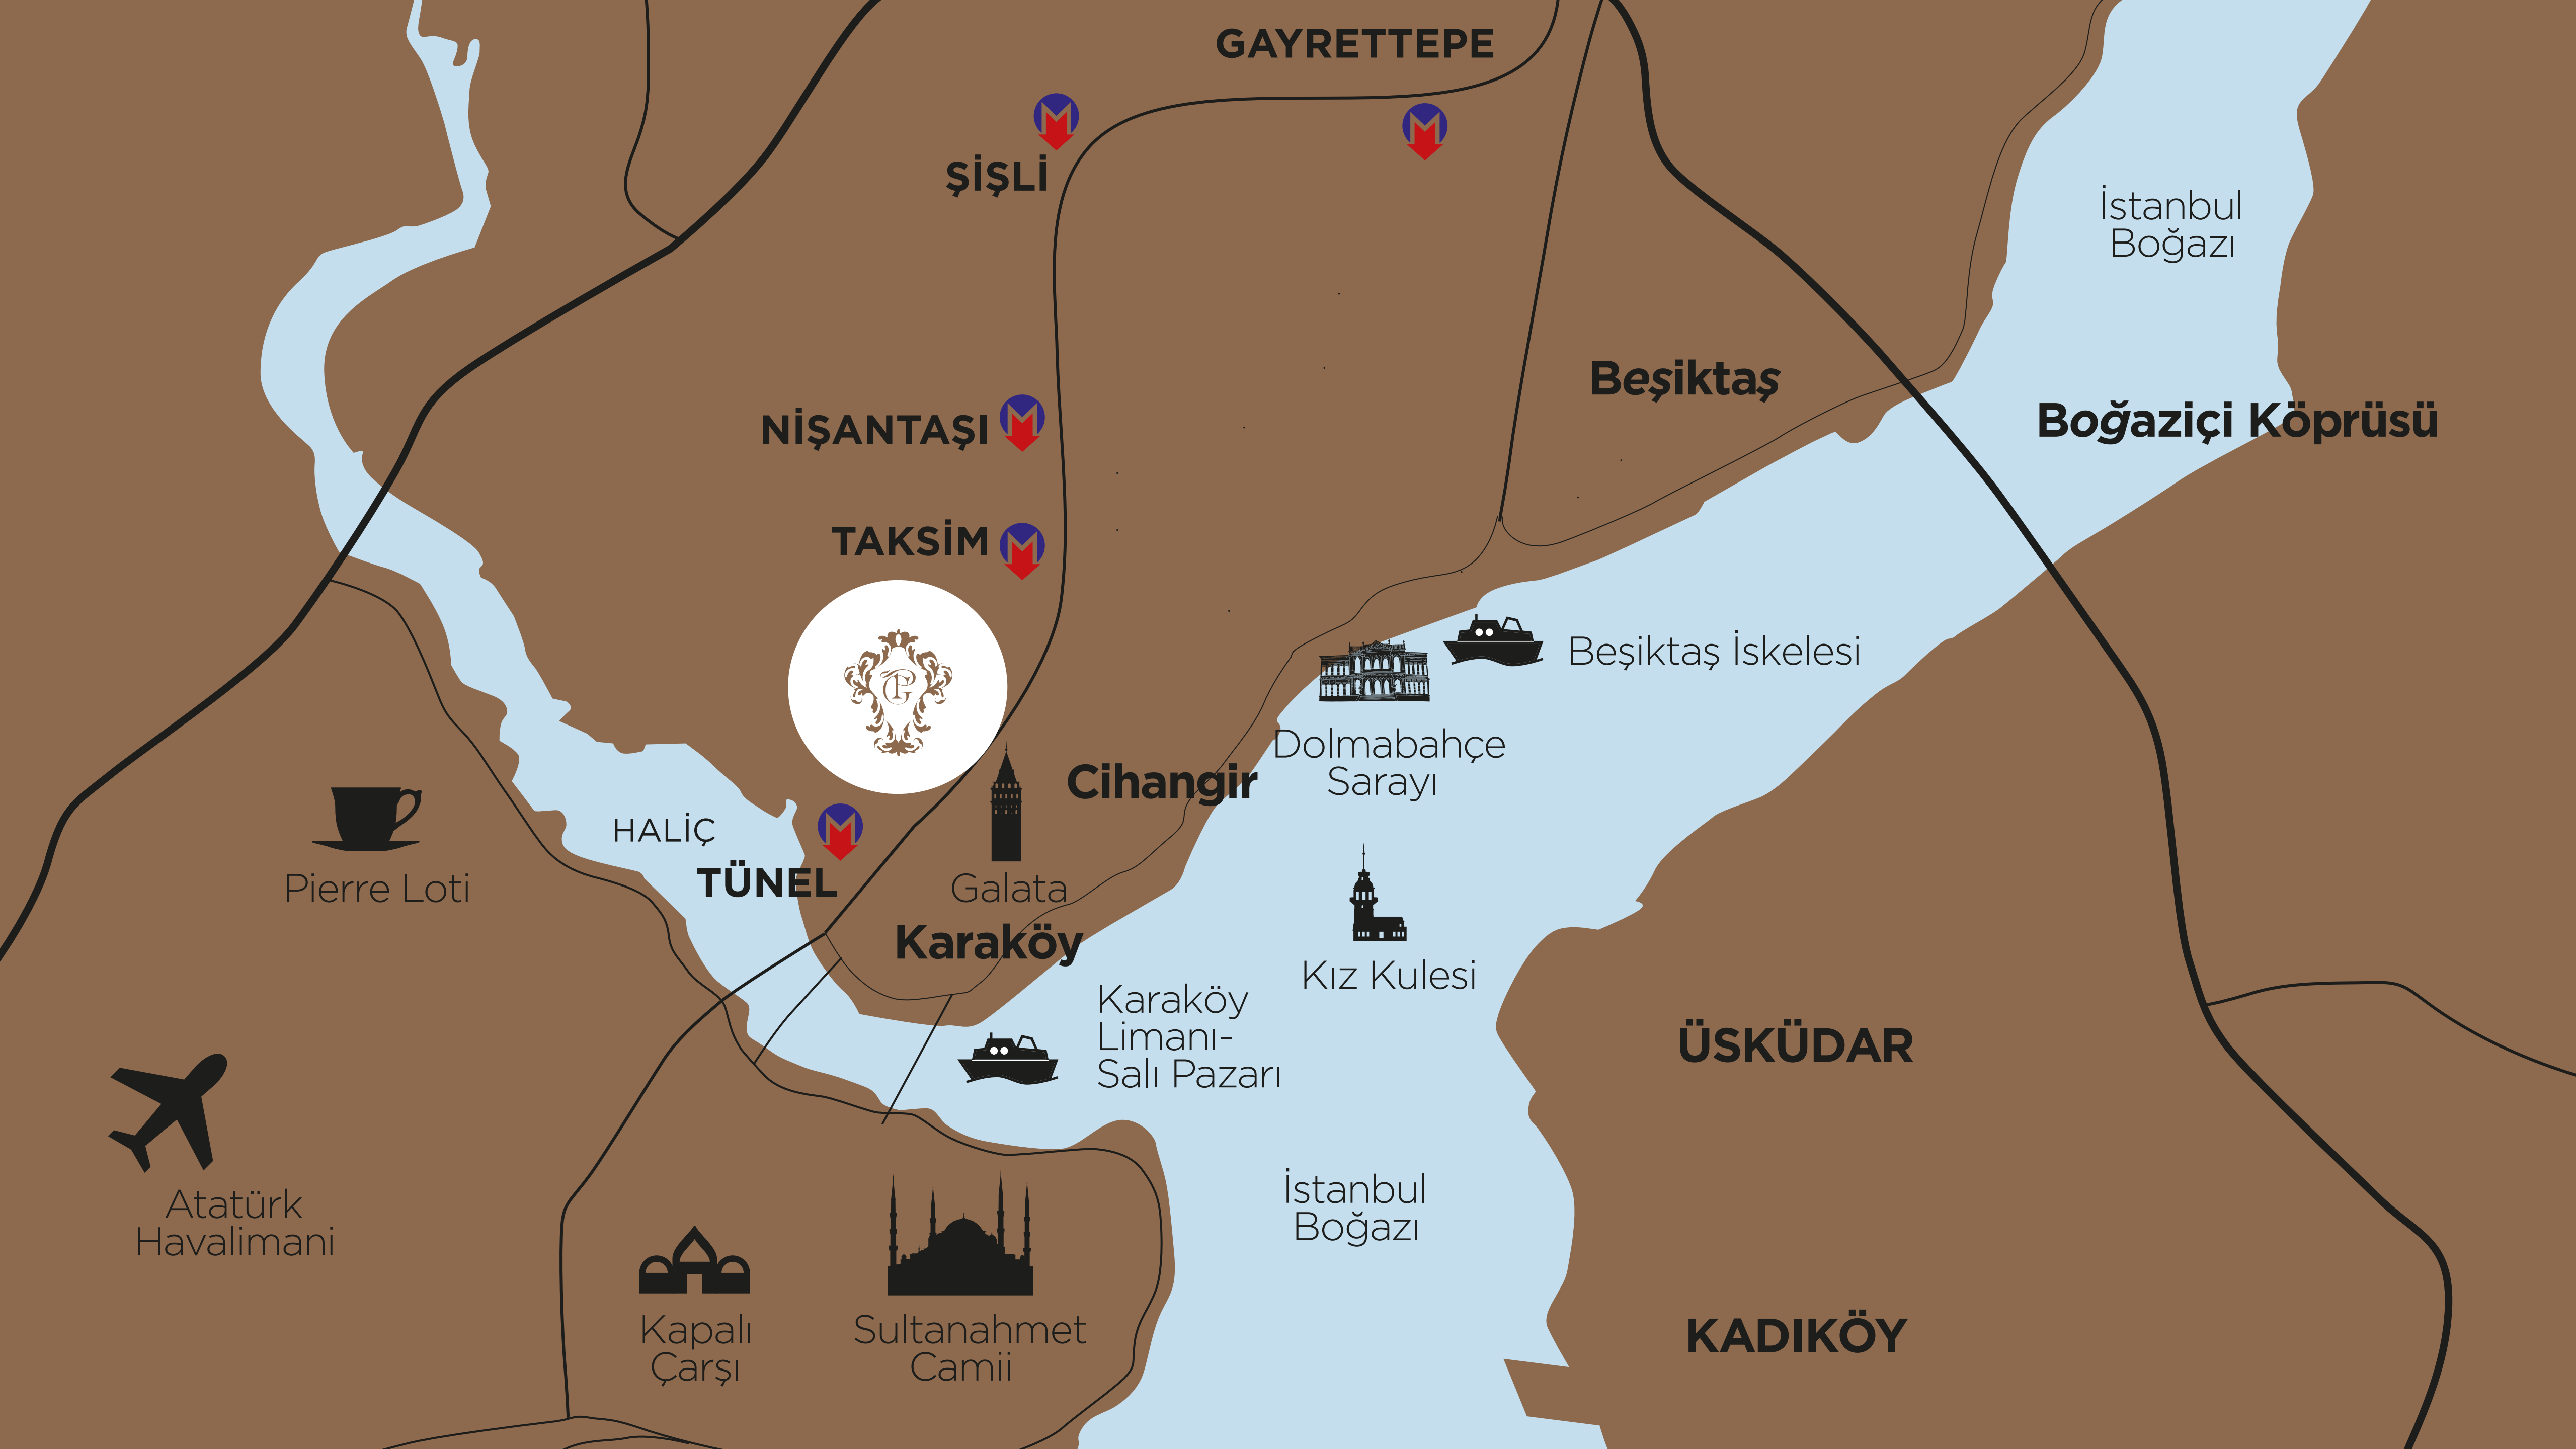 GAYRETTEPE
ŞİŞLİ
İstanbul
Boğazı
Beşiktaş
Boğaziçi Köprüsü
NİŞANTAŞI
TAKSİM
Beşiktaş İskelesi
Dolmabahçe
Sarayı
Cihangir
HALİÇ
TÜNEL
Pierre Loti
Galata
Karaköy
Kız Kulesi
Karaköy
Limanı-
Salı Pazarı
ÜSKÜDAR
Atatürk
Havalimani
İstanbul
Boğazı
Kapalı
Çarşı
Sultanahmet
Camii
KADIKÖY